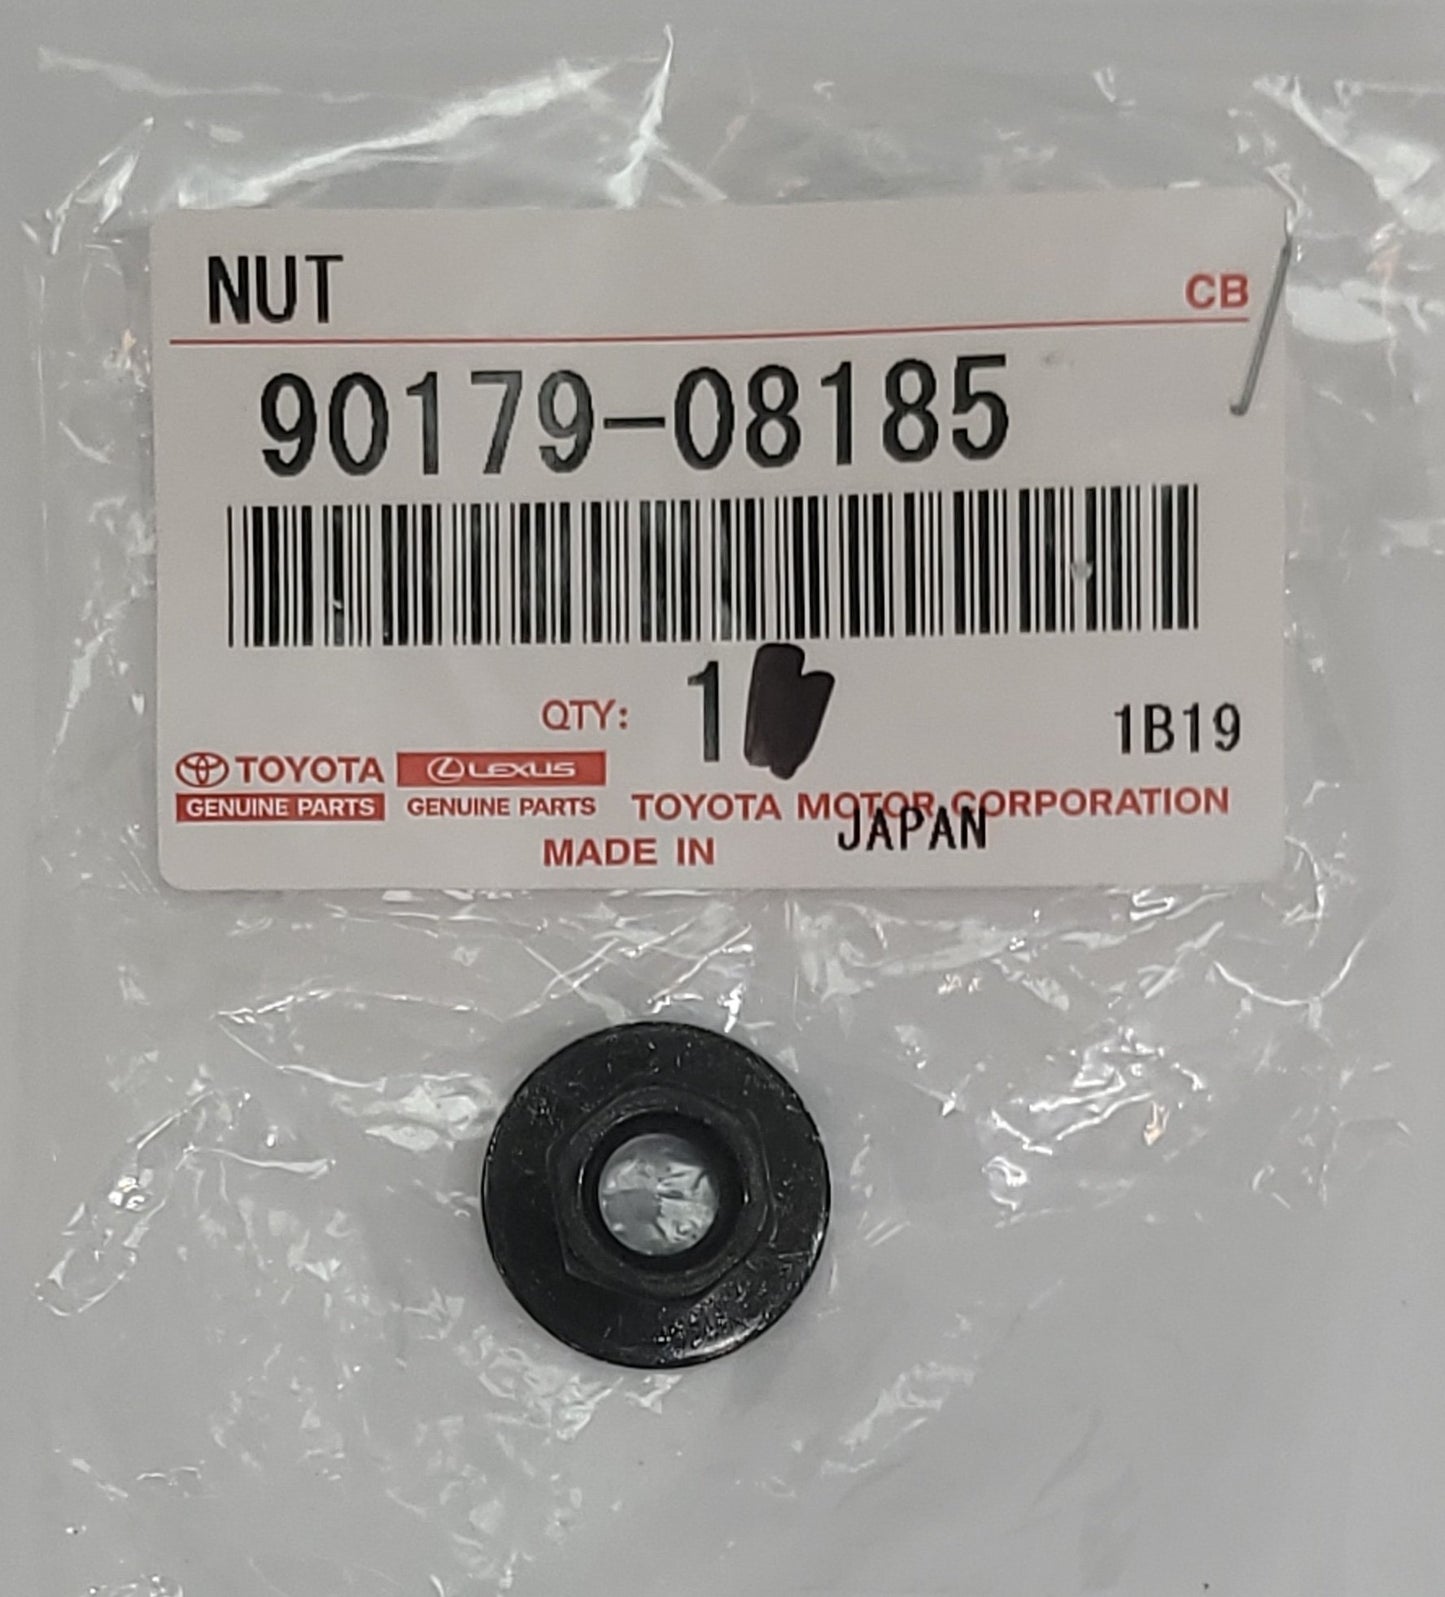 NUT
CB
90179-08185
QTY: 1
1B19
TOYOTA LEXUS
GENUINE PARTS GENUINE PARTS TOYOTA MOTOR CORPORATION
MADE IN JAPAN